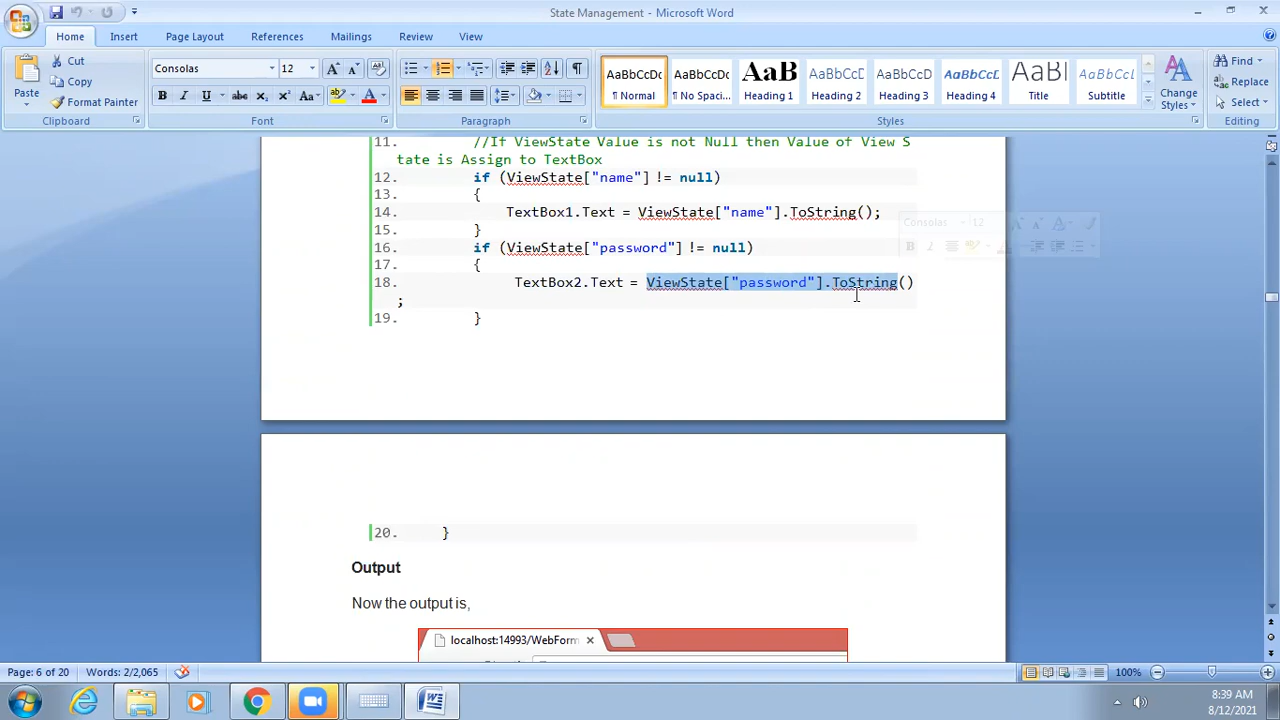 State Management - Microsoft Word
Home Insert Page Layout References Mailings Review View
Paste
Cut
Copy
Format Painter
Clipboard
Consolas 12
Font
Paragraph
AaBbCcDc AaBbCcDc AaB AaBbCcD AaBbCcD AaBbCcD AaB AaBbCcD
¶ Normal ¶ No Spaci... Heading 1 Heading 2 Heading 3 Heading 4 Title Subtitle
Change
Styles
Styles
Find
Replace
Select
Editing
11. //If ViewState Value is not Null then Value of View S
tate is Assign to TextBox
12. if (ViewState["name"] != null)
13. {
14. TextBox1.Text = ViewState["name"].ToString();
15. }
16. if (ViewState["password"] != null)
17. {
18. TextBox2.Text = ViewState["password"].ToString()
;
19. }
Consolas 12
20. }
Output
Now the output is,
localhost:14993/WebForm
Page: 6 of 20 Words: 2/2,065 100%
8:39 AM
8/12/2021